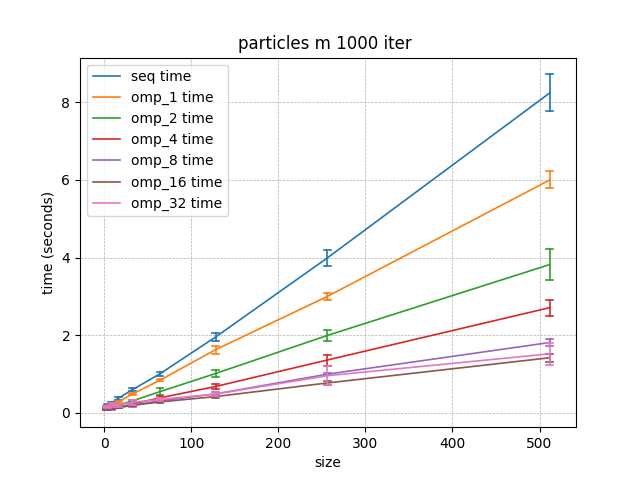 particles m 1000 iter
seq time
omp_1 time
omp_2 time
omp_4 time
omp_8 time
omp_16 time
omp_32 time
time (seconds)
8
6
4
2
0
0 100 200 300 400 500
size